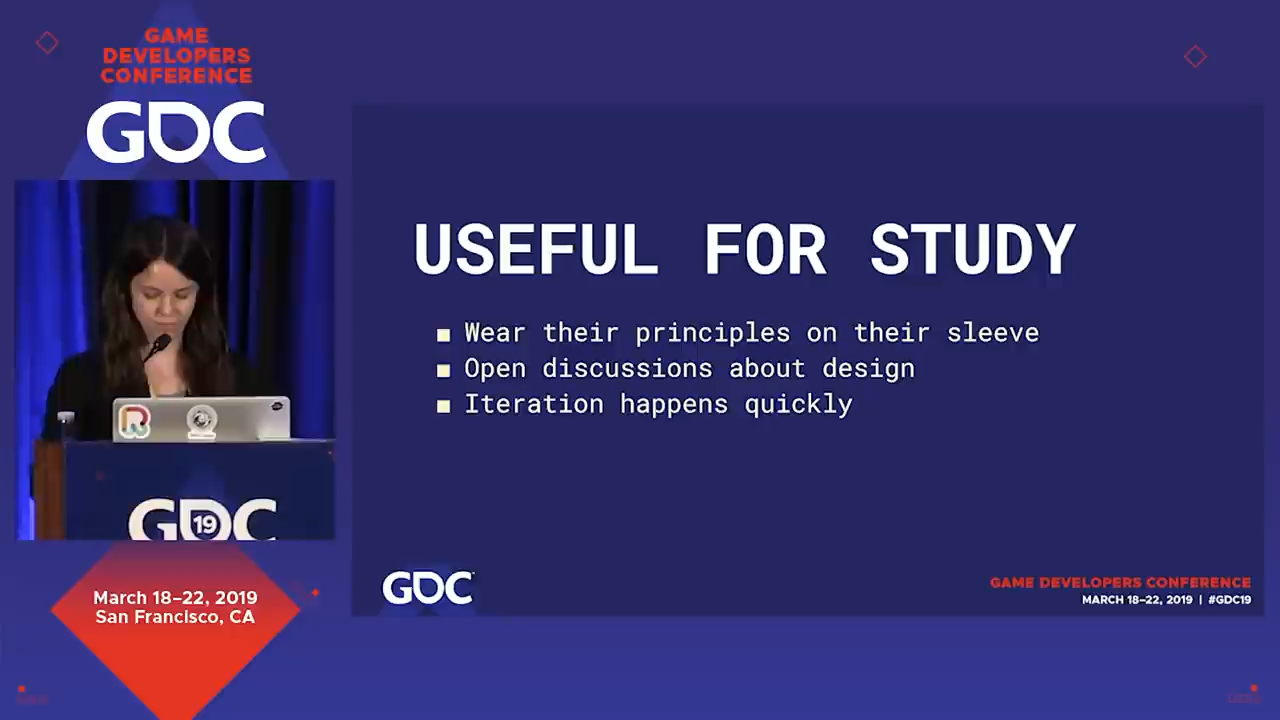 GAME
DEVELOPERS
CONFERENCE
GDC
USEFUL FOR STUDY
■ Wear their principles on their sleeve
■ Open discussions about design
■ Iteration happens quickly
R
GDC
19
March 18–22, 2019
San Francisco, CA
GDC
GAME DEVELOPERS CONFERENCE
MARCH 18–22, 2019 | #GDC19